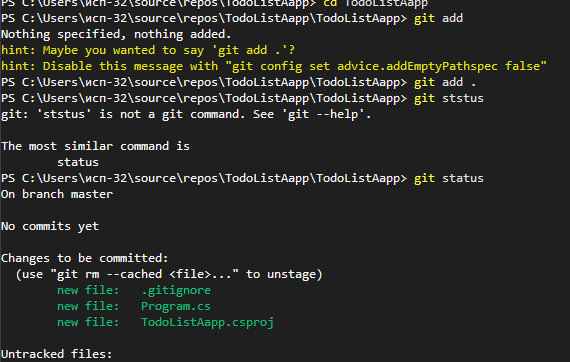 PS C:\Users\исп-32\source\repos\TodoListAapp> cd TodoListAapp
PS C:\Users\исп-32\source\repos\TodoListAapp\TodoListAapp> git add
Nothing specified, nothing added.
hint: Maybe you wanted to say 'git add .'?
hint: Disable this message with "git config set advice.addEmptyPathspec false"
PS C:\Users\исп-32\source\repos\TodoListAapp\TodoListAapp> git add .
PS C:\Users\исп-32\source\repos\TodoListAapp\TodoListAapp> git ststus
git: 'ststus' is not a git command. See 'git --help'.
The most similar command is
status
PS C:\Users\исп-32\source\repos\TodoListAapp\TodoListAapp> git status
On branch master
No commits yet
Changes to be committed:
(use "git rm --cached <file>..." to unstage)
new file: .gitignore
new file: Program.cs
new file: TodoListAapp.csproj
Untracked files: